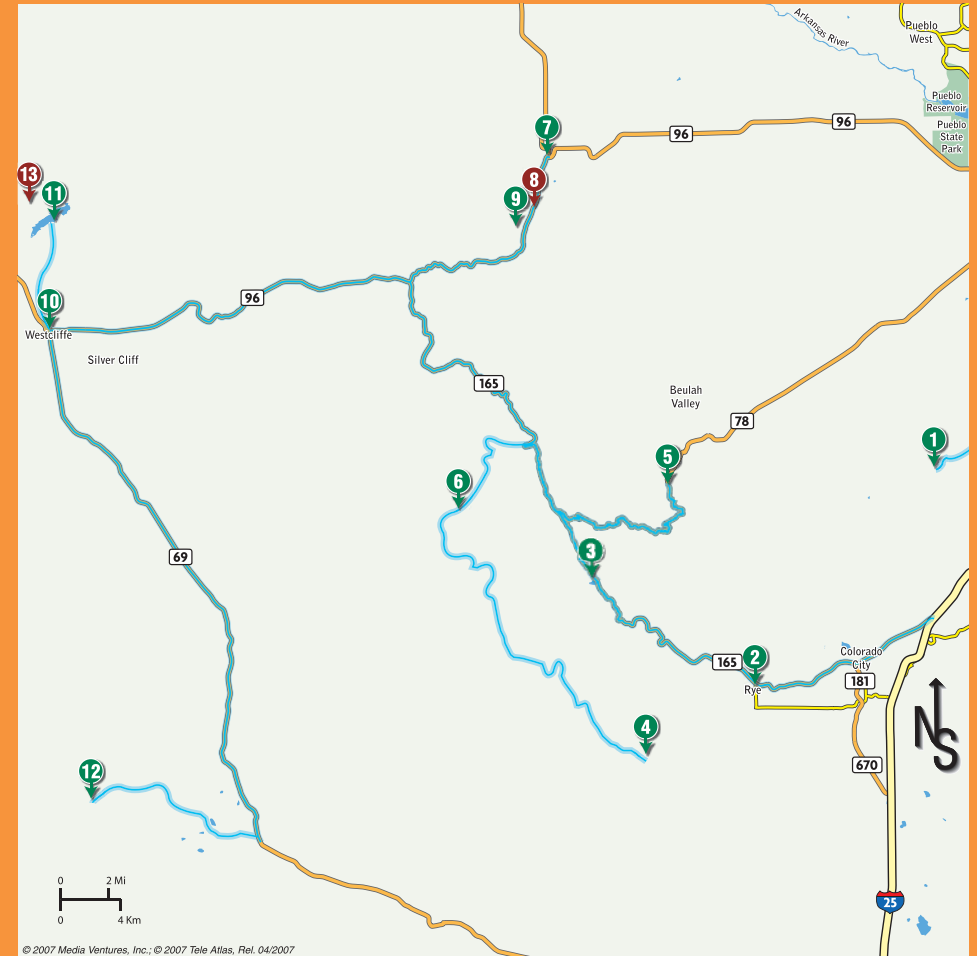 Arkansas River
Pueblo
West
Pueblo
Reservoir
Pueblo
State
Park
7
96
96
13
11
8
9
10
96
Westcliffe
Silver Cliff
165
Beulah
Valley
78
1
5
6
69
3
165
2
Colorado
City
Rye
181
N
S
4
670
12
0
2 Mi
0
4 Km
25
© 2007 Media Ventures, Inc.; © 2007 Tele Atlas, Rel. 04/2007